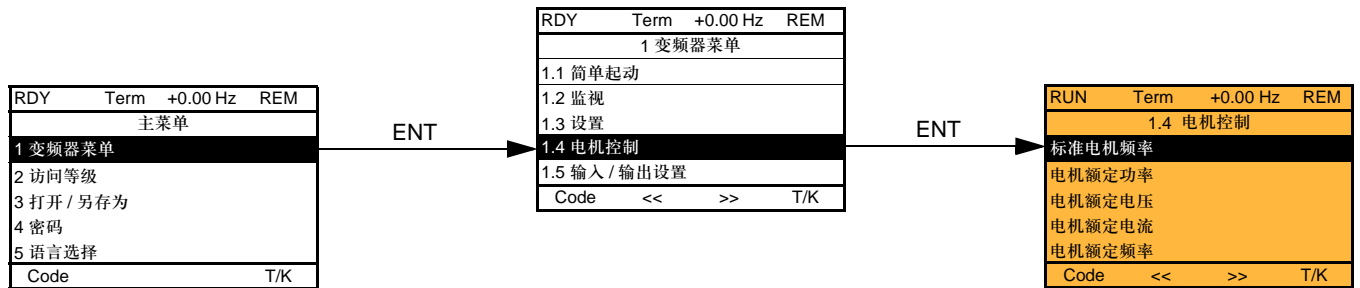 RDY Term +0.00 Hz REM
主菜单
1 变频器菜单
2 访问等级
3 打开 / 另存为
4 密码
5 语言选择
Code T/K
ENT
RDY Term +0.00 Hz REM
1 变频器菜单
1.1 简单起动
1.2 监视
1.3 设置
1.4 电机控制
1.5 输入 / 输出设置
Code << >> T/K
ENT
RUN Term +0.00 Hz REM
1.4 电机控制
标准电机频率
电机额定功率
电机额定电压
电机额定电流
电机额定频率
Code << >> T/K